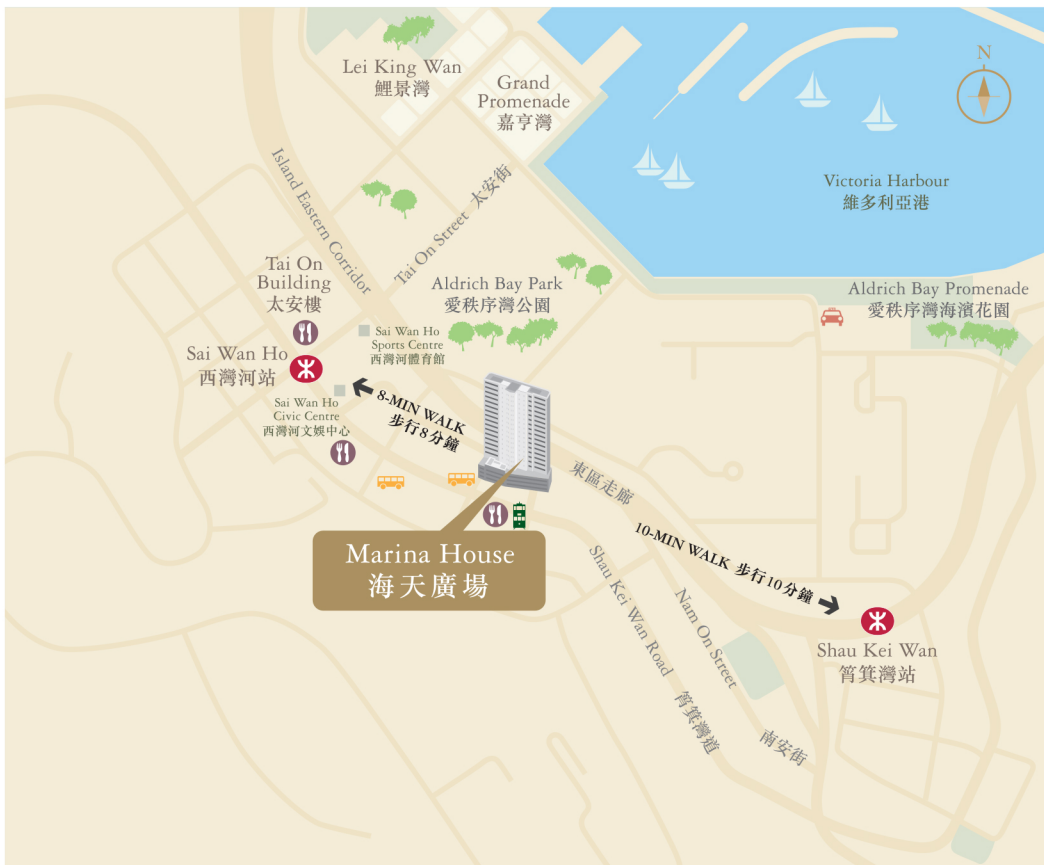 N
Lei King Wan
鯉景灣
Grand
Promenade
嘉亨灣
Victoria Harbour
維多利亞港
Island Eastern Corridor
Tai On Street 太安街
Tai On
Building
太安樓
Aldrich Bay Park
愛秩序灣公園
Aldrich Bay Promenade
愛秩序灣海濱花園
Sai Wan Ho
Sports Centre
西灣河體育館
Sai Wan Ho
西灣河站
Sai Wan Ho
Civic Centre
西灣河文娛中心
8-MIN WALK
步行8分鐘
東區走廊
10-MIN WALK 步行10分鐘
Marina House
海天廣場
Shau Kei Wan Road 筲箕灣道
Nam On Street 南安街
Shau Kei Wan
筲箕灣站